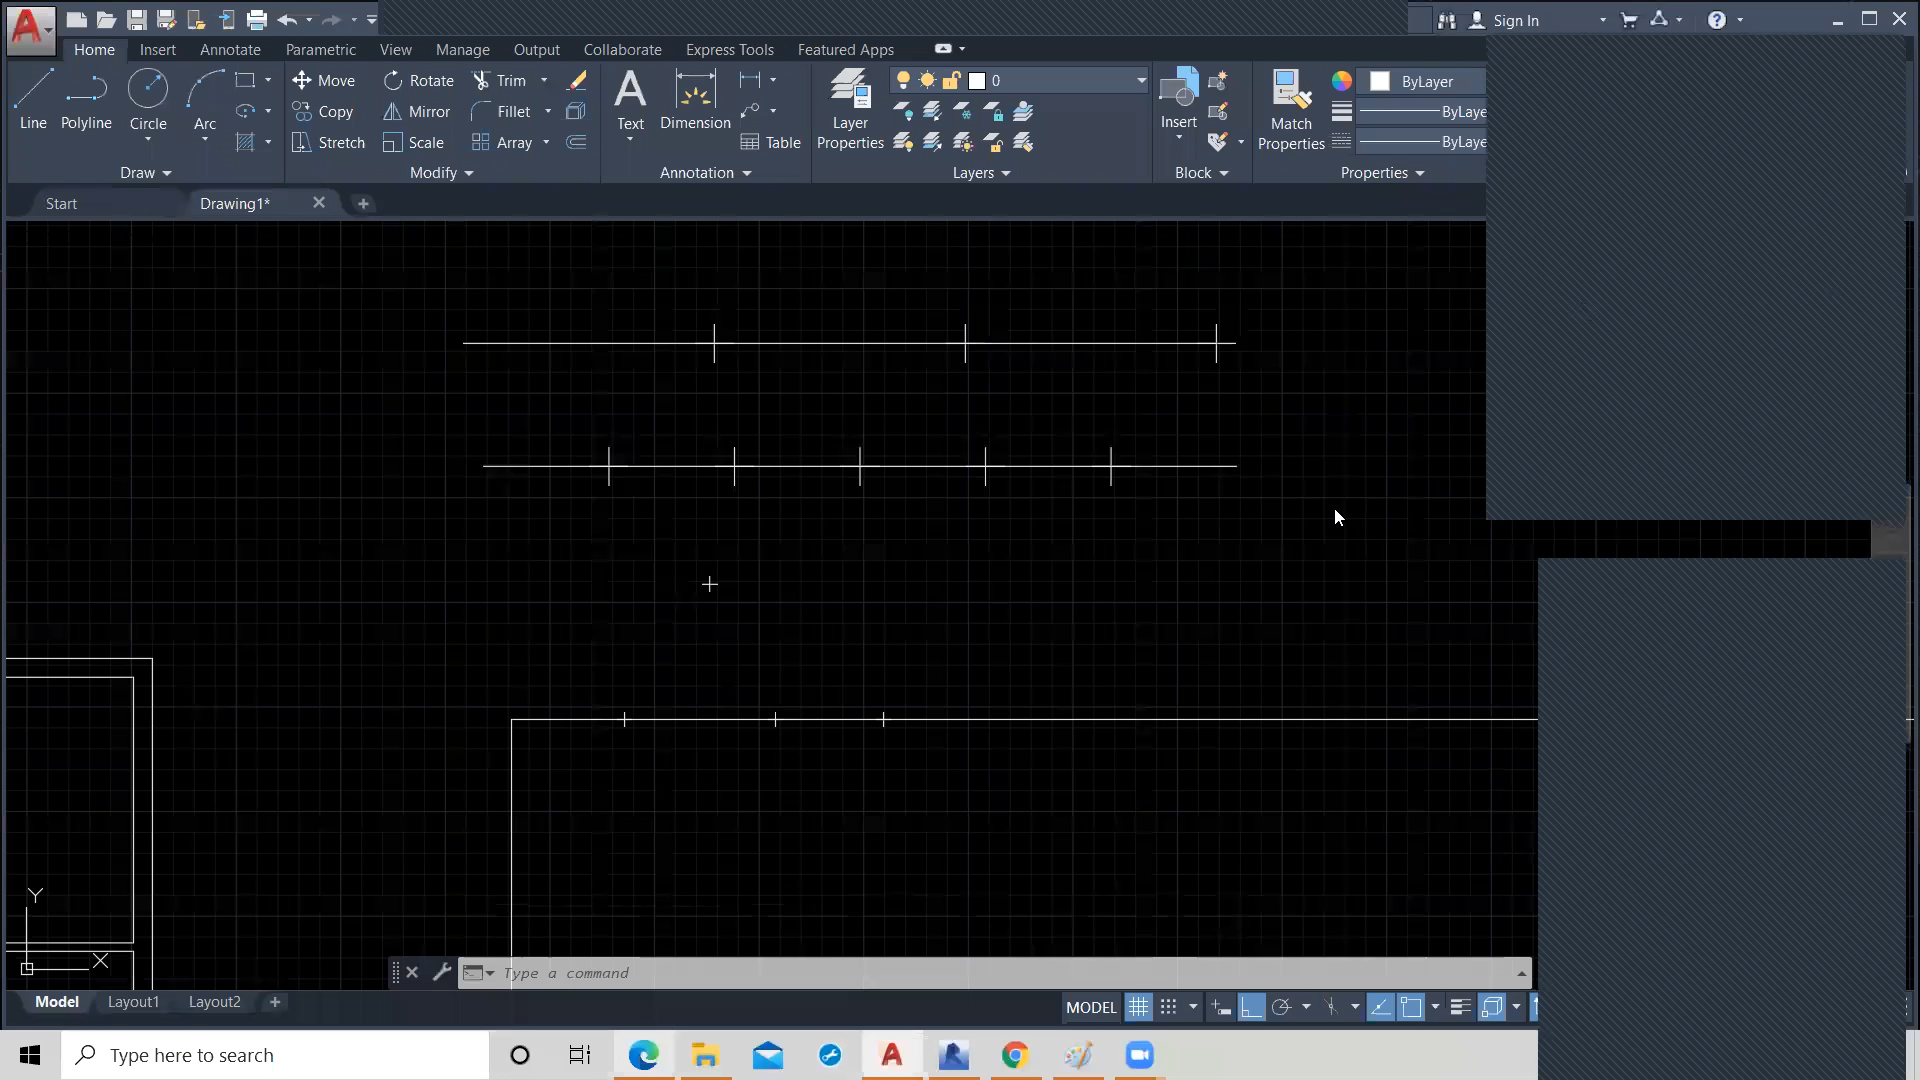 Sign In
Home Insert Annotate Parametric View Manage Output Collaborate Express Tools Featured Apps
Line Polyline Circle Arc
Move Rotate Trim
Copy Mirror Fillet
Stretch Scale Array
Text Dimension Table
Layer Properties
0
Insert
Match Properties
ByLayer
ByLaye
ByLaye
Draw Modify Annotation Layers Block Properties
Start Drawing1*
Y
X
Type a command
Model Layout1 Layout2
MODEL
Type here to search